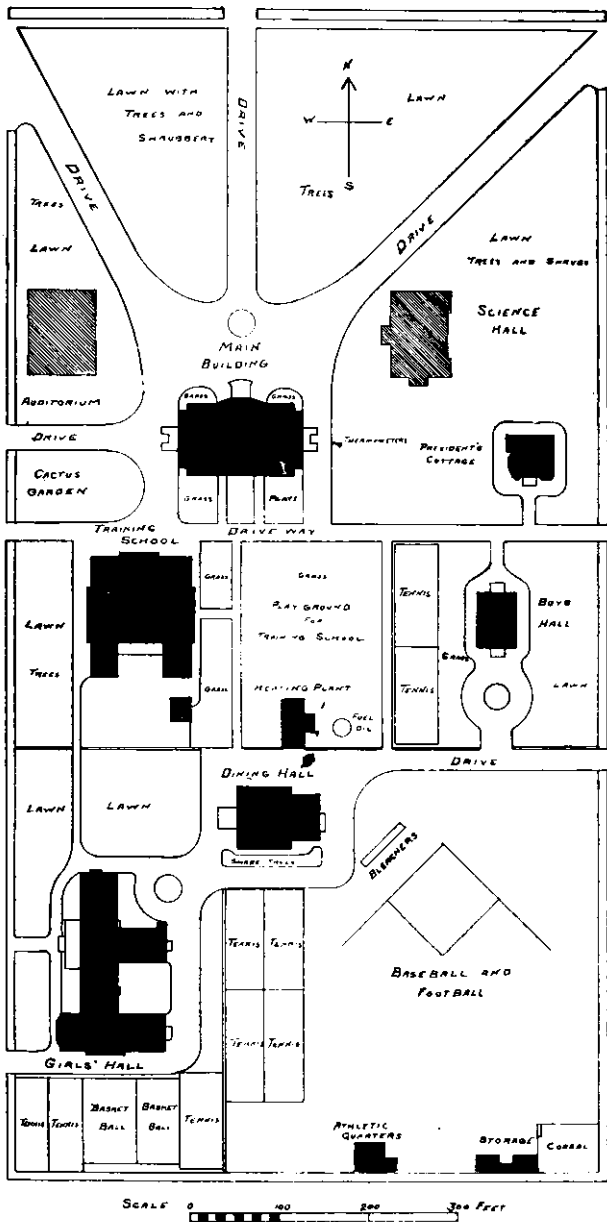 LAWN WITH
TREES AND
SHRUBBERY
DRIVE
N
W
E
S
LAWN
TREES
DRIVE
TREES
LAWN
DRIVE
LAWN
TREES AND SHRUBS
SCIENCE
HALL
MAIN
BUILDING
AUDITORIUM
GRASS
GRASS
DRIVE
THERMOMETERS
PRESIDENT'S
COTTAGE
CACTUS
GARDEN
GRASS
PLANTS
TRAINING
SCHOOL
DRIVE WAY
LAWN
TREES
GRASS
GRASS
GRASS
PLAY GROUND
FOR
TRAINING SCHOOL
TENNIS
TENNIS
GRASS
BOYS
HALL
LAWN
HEATING PLANT
FUEL
OIL
DRIVE
DINING HALL
LAWN
LAWN
SHADE TREES
BLEACHERS
TENNIS
TENNIS
TENNIS
TENNIS
BASEBALL AND
FOOTBALL
GIRLS' HALL
TENNIS
TENNIS
BASKET
BALL
BASKET
BALL
TENNIS
ATHLETIC
QUARTERS
STORAGE
CORRAL
SCALE 0 100 200 300 FEET